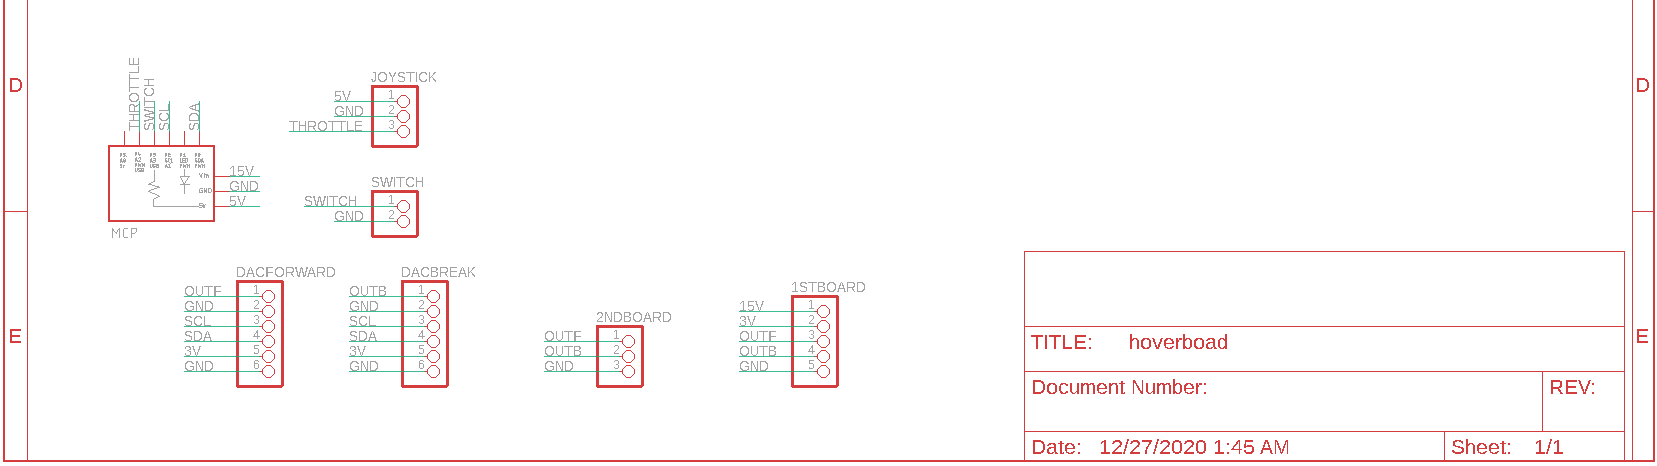 D
D
E
E
THROTTLE
SWITCH
SCL
SDA
Vin
GND
5v
15V
GND
5V
MCP
JOYSTICK
5V 1
GND 2
THROTTLE 3
SWITCH
SWITCH 1
GND 2
DACFORWARD
OUTF 1
GND 2
SCL 3
SDA 4
3V 5
GND 6
DACBREAK
OUTB 1
GND 2
SCL 3
SDA 4
3V 5
GND 6
2NDBOARD
OUTF 1
OUTB 2
GND 3
1STBOARD
15V 1
3V 2
OUTF 3
OUTB 4
GND 5
TITLE: hoverboad
Document Number:
REV:
Date: 12/27/2020 1:45 AM
Sheet: 1/1